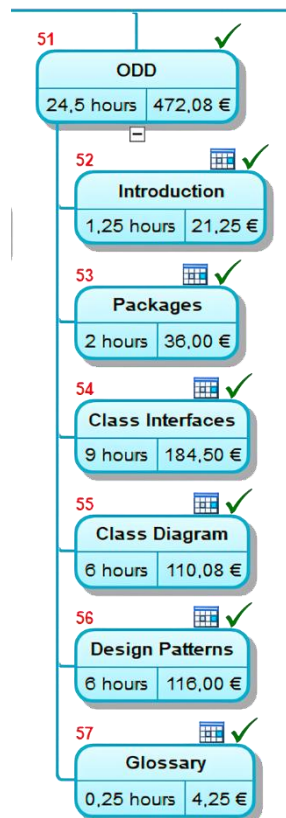 51
ODD
24,5 hours 472,08 €
52
Introduction
1,25 hours 21,25 €
53
Packages
2 hours 36,00 €
54
Class Interfaces
9 hours 184,50 €
55
Class Diagram
6 hours 110,08 €
56
Design Patterns
6 hours 116,00 €
57
Glossary
0,25 hours 4,25 €